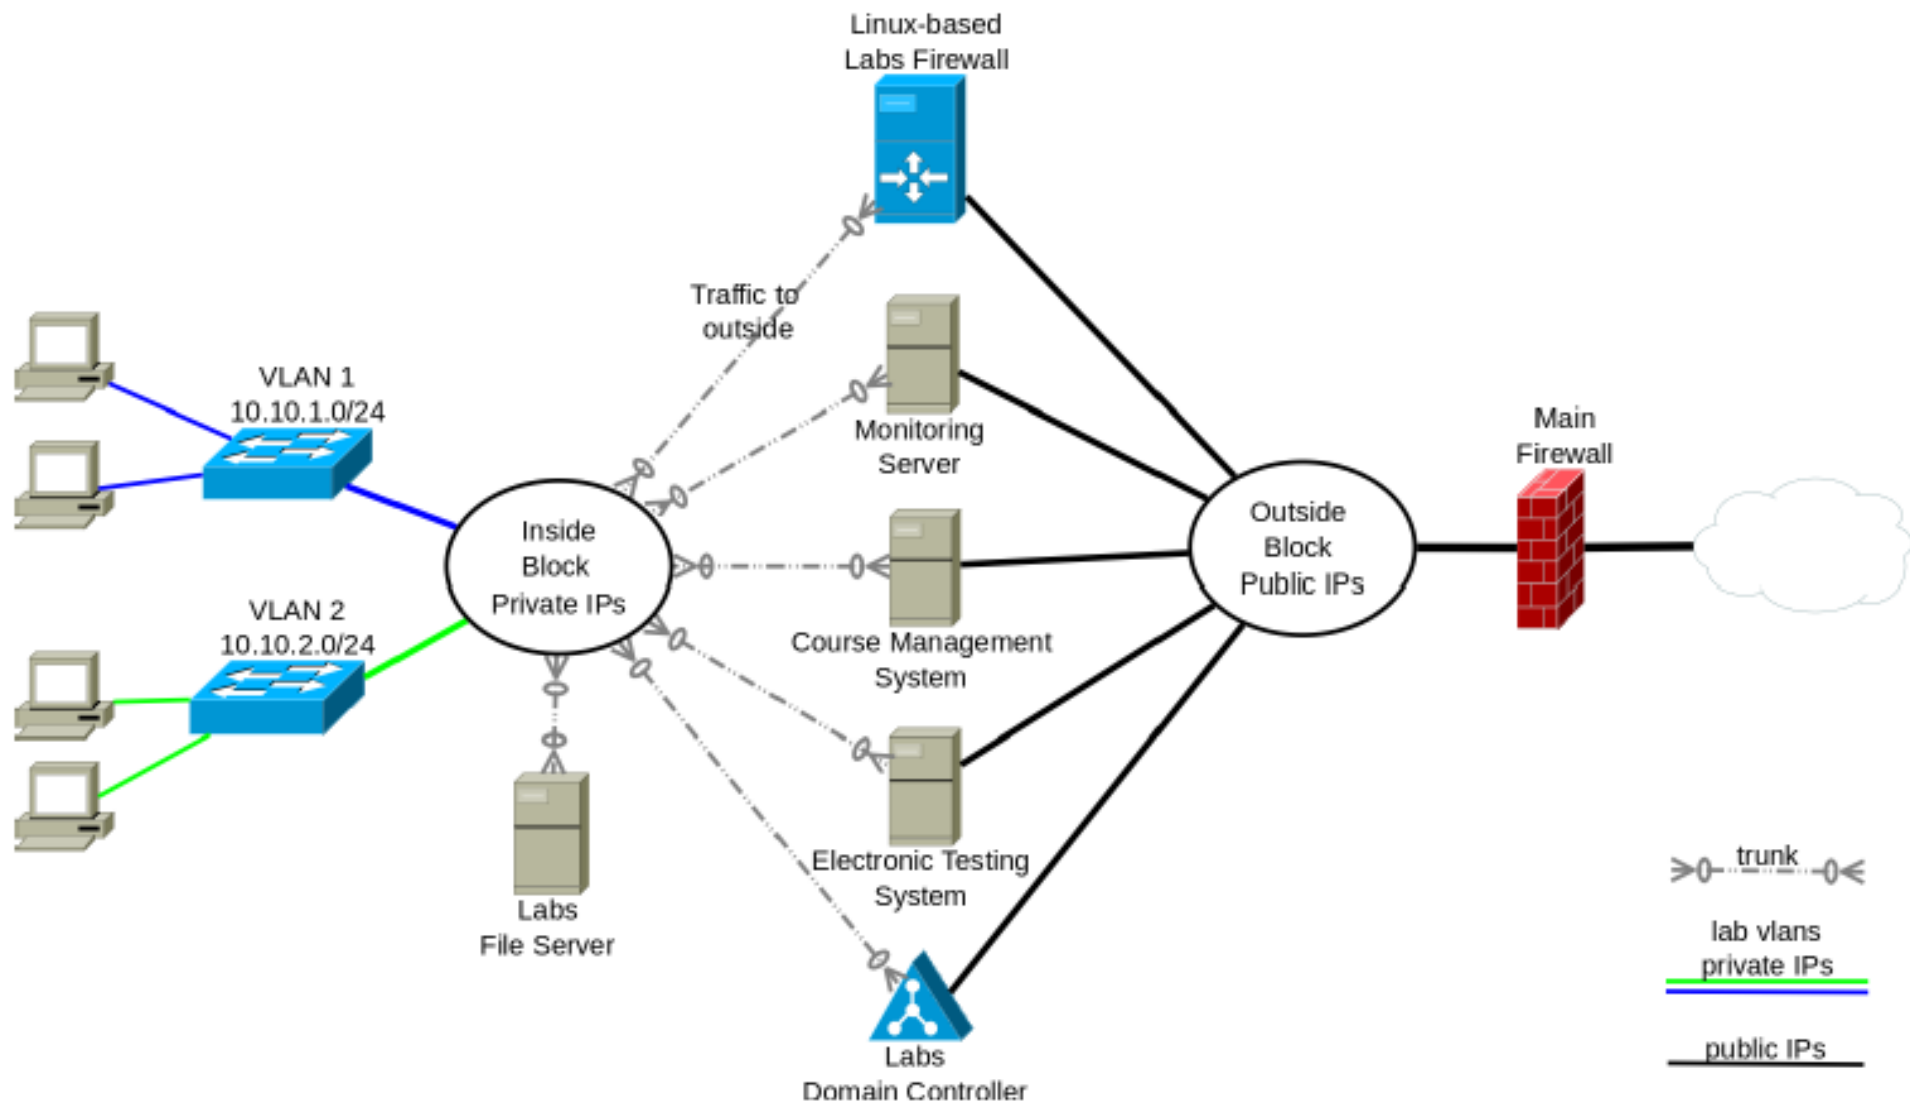 Linux-based
Labs Firewall
Traffic to
outside
VLAN 1
10.10.1.0/24
Monitoring
Server
Main
Firewall
Inside
Block
Private IPs
Outside
Block
Public IPs
VLAN 2
10.10.2.0/24
Course Management
System
Electronic Testing
System
Labs
File Server
Labs
Domain Controller
trunk
lab vlans
private IPs
public IPs